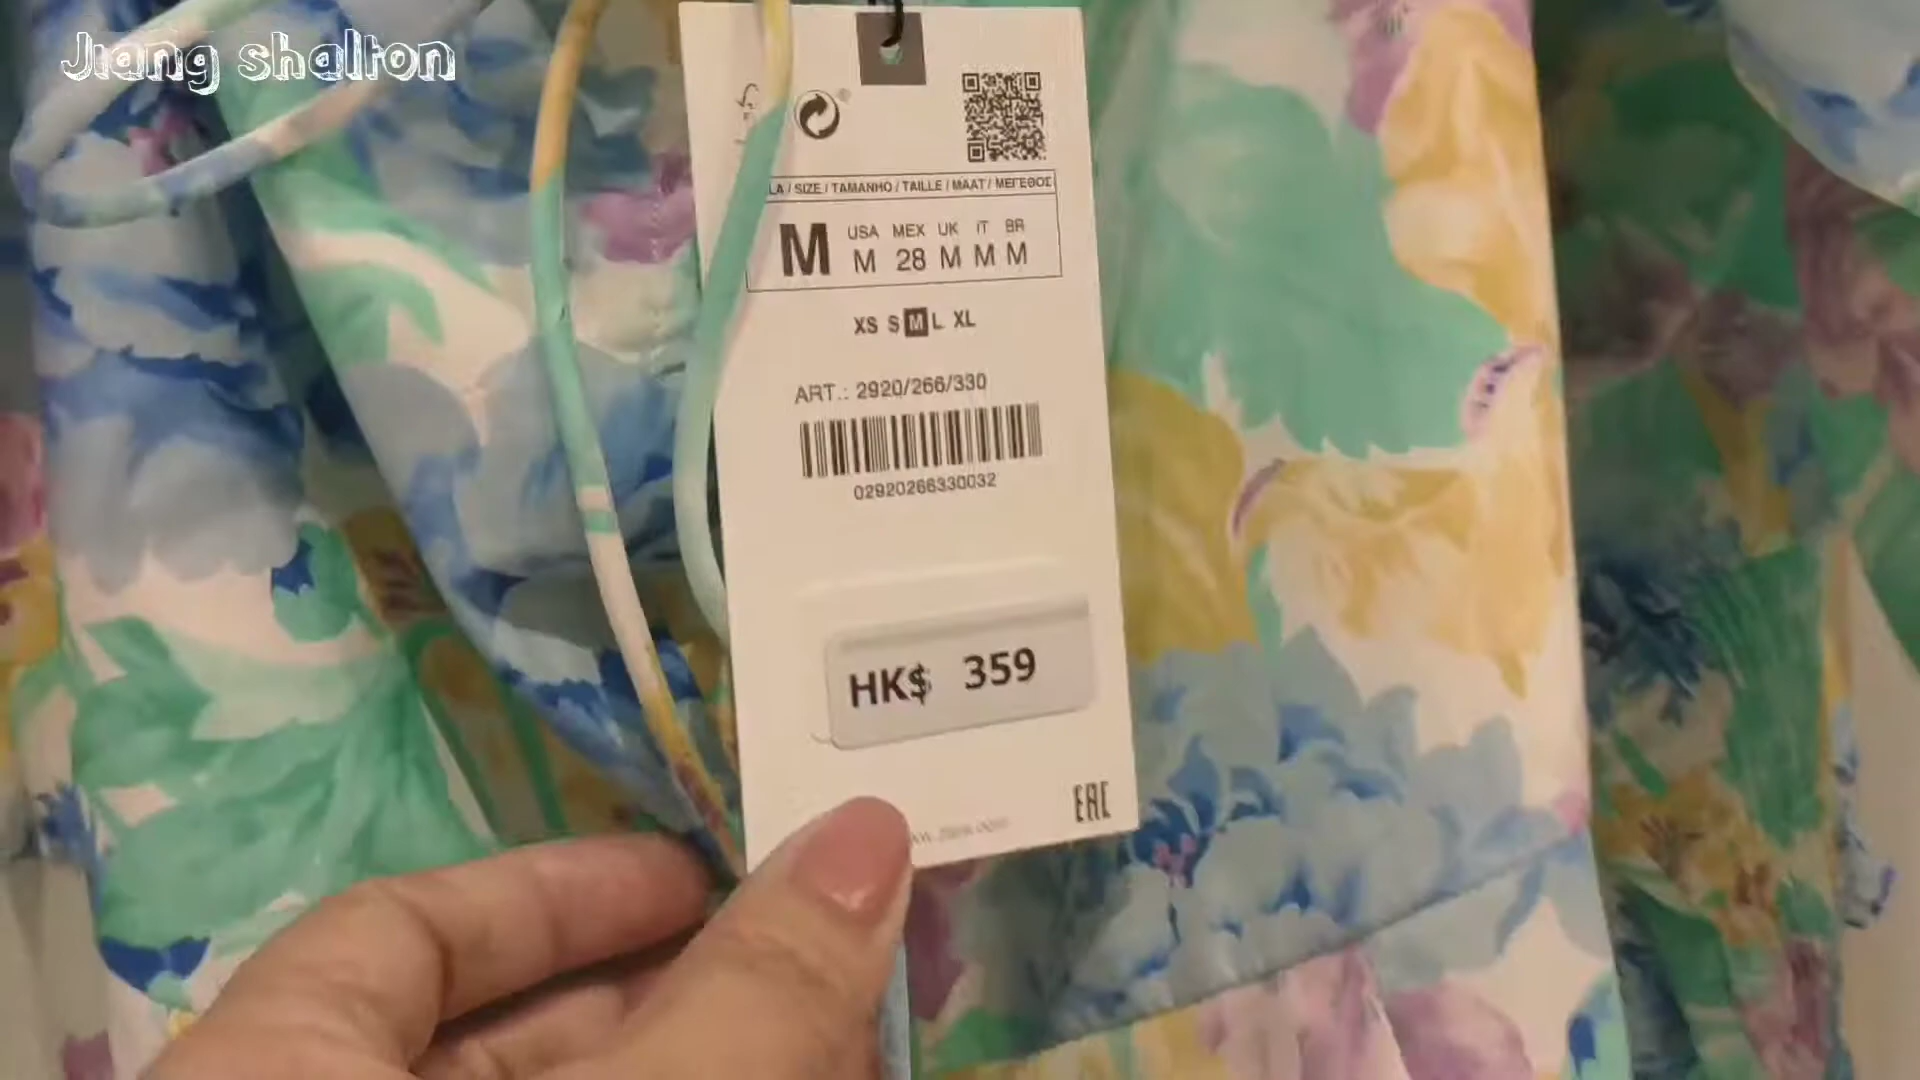 Jiang shalton
LA / SIZE / TAMANHO / TAILLE / MAAT / ΜΕΓΕΘΟΣ
USA MEX UK IT BR
M M 28 M M M
XS S M L XL
ART.: 2920/266/330
02920266330032
HK$ 359
EAC